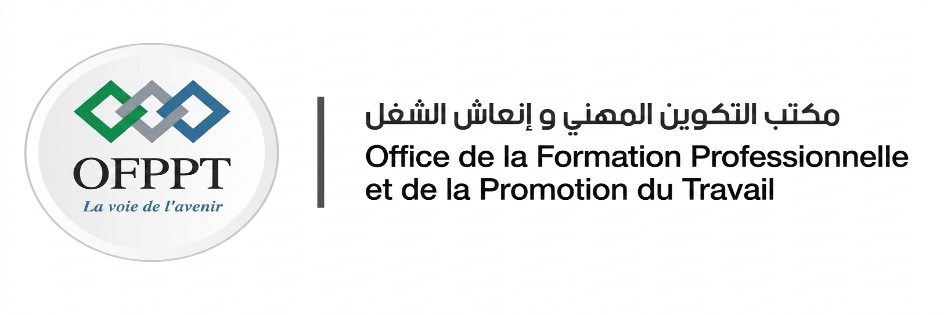 OFPPT
La voie de l'avenir
مكتب التكوين المهني و إنعاش الشغل
Office de la Formation Professionnelle
et de la Promotion du Travail